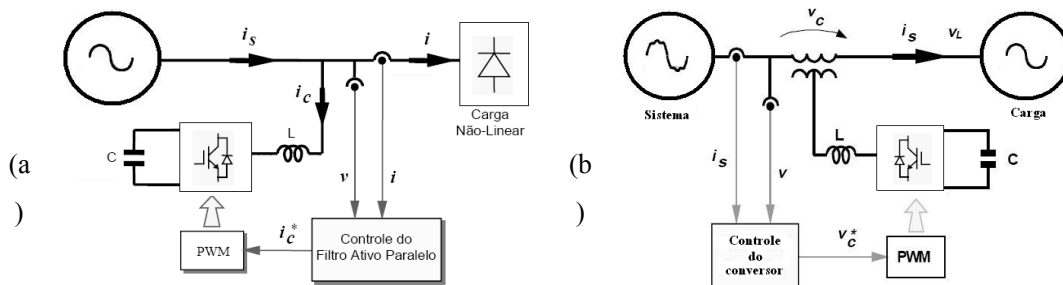 (a
)
i_s
i
i_c
L
C
v
i
Carga
Não-Linear
PWM
i_c^*
Controle do
Filtro Ativo Paralelo
(b
)
v_c
i_s
v_L
Sistema
Carga
i_s
v
L
C
Controle
do
conversor
v_c^*
PWM